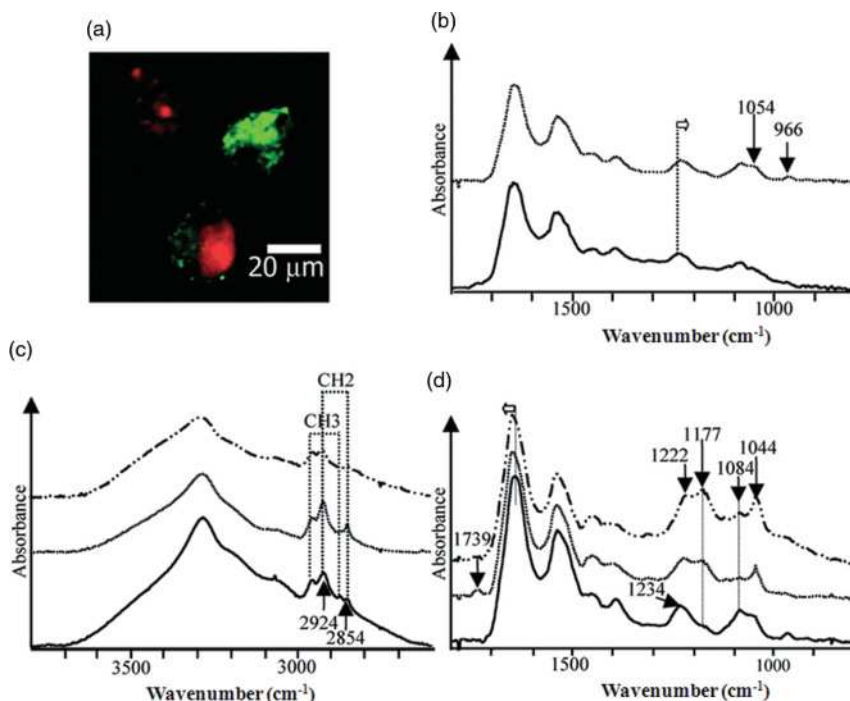 (a)
20 μm
(b)
1054
966
Absorbance
1500
1000
Wavenumber (cm⁻¹)
(c)
CH2
CH3
2924
2854
Absorbance
3500
3000
Wavenumber (cm⁻¹)
(d)
1177
1222
1084
1044
1739
1234
Absorbance
1500
1000
Wavenumber (cm⁻¹)